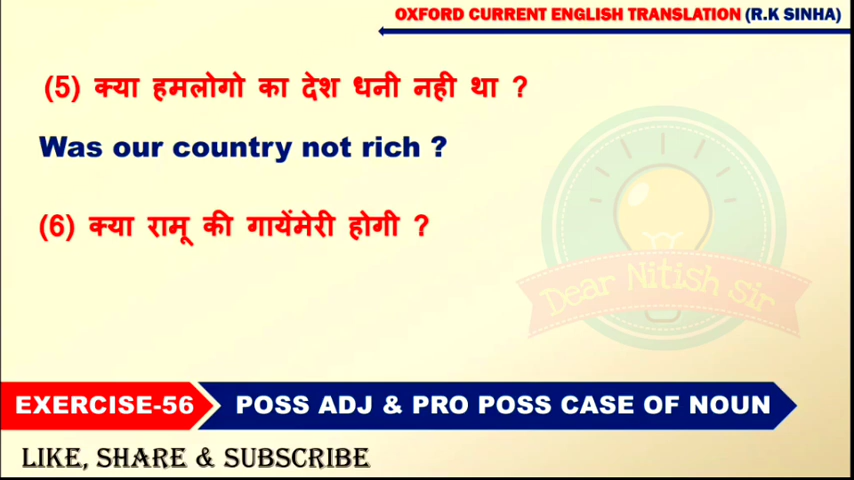 OXFORD CURRENT ENGLISH TRANSLATION (R.K SINHA)
(5) क्या हमलोगो का देश धनी नही था ?
Was our country not rich ?
(6) क्या रामू की गायेंमेरी होगी ?
Dear Nitish Sir
EXERCISE-56
POSS ADJ & PRO POSS CASE OF NOUN
LIKE, SHARE & SUBSCRIBE